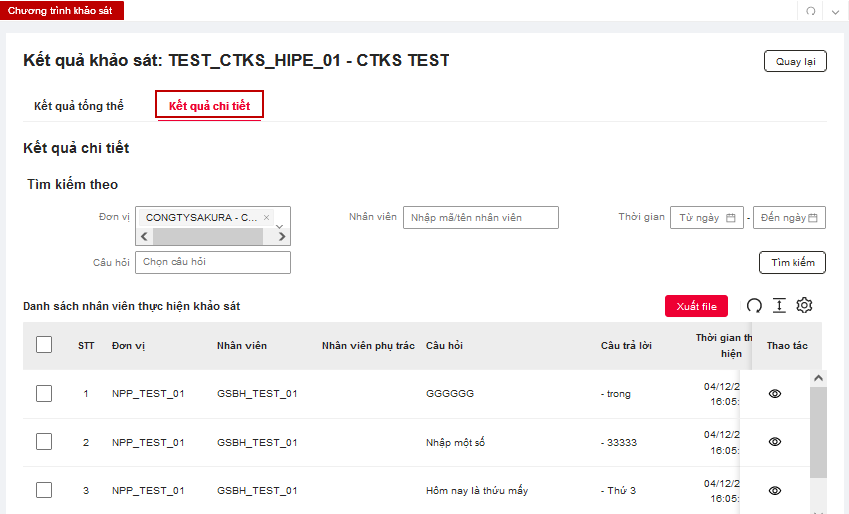 Chương trình khảo sát
Kết quả khảo sát: TEST_CTKS_HIPE_01 - CTKS TEST
Quay lại
Kết quả tổng thể
Kết quả chi tiết
Kết quả chi tiết
Tìm kiếm theo
Đơn vị
CONGTYSAKURA - C... ×
Nhân viên
Nhập mã/tên nhân viên
Thời gian
Từ ngày
-
Đến ngày
Câu hỏi
Chọn câu hỏi
Tìm kiếm
Danh sách nhân viên thực hiện khảo sát
Xuất file
STT Đơn vị Nhân viên Nhân viên phụ trác Câu hỏi Câu trả lời Thời gian th
hiện
Thao tác
1 NPP_TEST_01 GSBH_TEST_01 GGGGGG - trong 04/12/2
16:05:
2 NPP_TEST_01 GSBH_TEST_01 Nhập một số - 33333 04/12/2
16:05:
3 NPP_TEST_01 GSBH_TEST_01 Hôm nay là thứu mấy - Thứ 3 04/12/2
16:05: